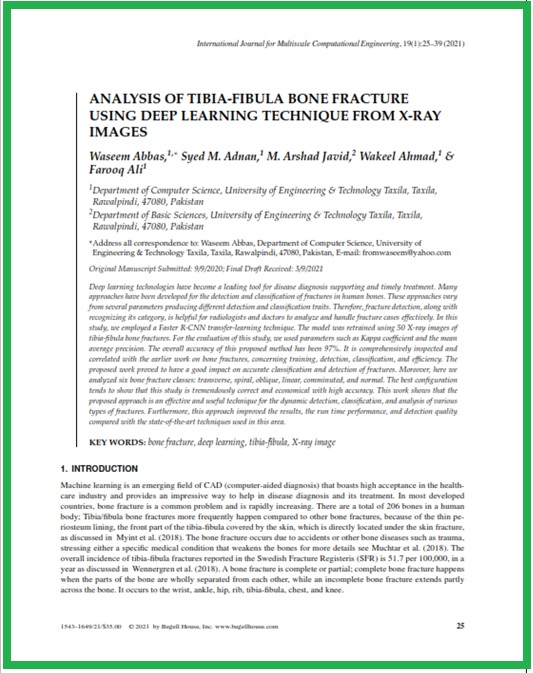 International Journal for Multiscale Computational Engineering, 19(1):25–39 (2021)
ANALYSIS OF TIBIA-FIBULA BONE FRACTURE
USING DEEP LEARNING TECHNIQUE FROM X-RAY
IMAGES
Waseem Abbas,¹,* Syed M. Adnan,¹ M. Arshad Javid,² Wakeel Ahmad,¹ &
Farooq Ali¹
¹Department of Computer Science, University of Engineering & Technology Taxila, Taxila,
Rawalpindi, 47080, Pakistan
²Department of Basic Sciences, University of Engineering & Technology Taxila, Taxila,
Rawalpindi, 47080, Pakistan
*Address all correspondence to: Waseem Abbas, Department of Computer Science, University of
Engineering & Technology Taxila, Taxila, Rawalpindi, 47080, Pakistan, E-mail: fromwaseem@yahoo.com
Original Manuscript Submitted: 9/9/2020; Final Draft Received: 3/9/2021
Deep learning technologies have become a leading tool for disease diagnosis supporting and timely treatment. Many
approaches have been developed for the detection and classification of fractures in human bones. These approaches vary
from several parameters producing different detection and classification traits. Therefore, fracture detection, along with
recognizing its category, is helpful for radiologists and doctors to analyze and handle fracture cases effectively. In this
study, we employed a Faster R-CNN transfer-learning technique. The model was retrained using 50 X-ray images of
tibia-fibula bone fractures. For the evaluation of this study, we used parameters such as Kappa coefficient and the mean
average precision. The overall accuracy of this proposed method has been 97%. It is comprehensively inspected and
correlated with the earlier work on bone fractures, concerning training, detection, classification, and efficiency. The
proposed work proved to have a good impact on accurate classification and detection of fractures. Moreover, here we
analyzed six bone fracture classes: transverse, spiral, oblique, linear, comminuted, and normal. The best configuration
tends to show that this study is tremendously correct and economical with high accuracy. This work shows that the
proposed approach is an effective and useful technique for the dynamic detection, classification, and analysis of various
types of fractures. Furthermore, this approach improved the results, the run time performance, and detection quality
compared with the state-of-the-art techniques used in this area.
KEY WORDS: bone fracture, deep learning, tibia-fibula, X-ray image
1. INTRODUCTION
Machine learning is an emerging field of CAD (computer-aided diagnosis) that boasts high acceptance in the health-
care industry and provides an impressive way to help in disease diagnosis and its treatment. In most developed
countries, bone fracture is a common problem and is rapidly increasing. There are a total of 206 bones in a human
body; Tibia/fibula bone fractures more frequently happen compared to other bone fractures, because of the thin pe-
riosteum lining, the front part of the tibia-fibula covered by the skin, which is directly located under the skin fracture,
as discussed in Myint et al. (2018). The bone fracture occurs due to accidents or other bone diseases such as trauma,
stressing either a specific medical condition that weakens the bones for more details see Muchtar et al. (2018). The
overall incidence of tibia-fibula fractures reported in the Swedish Fracture Registeris (SFR) is 51.7 per 100,000, in a
year as discussed in Wennergren et al. (2018). A bone fracture is complete or partial; complete bone fracture happens
when the parts of the bone are wholly separated from each other, while an incomplete bone fracture extends partly
across the bone. It occurs to the wrist, ankle, hip, rib, tibia-fibula, chest, and knee.
1543–1649/21/$35.00 © 2021 by Begell House, Inc. www.begellhouse.com 25